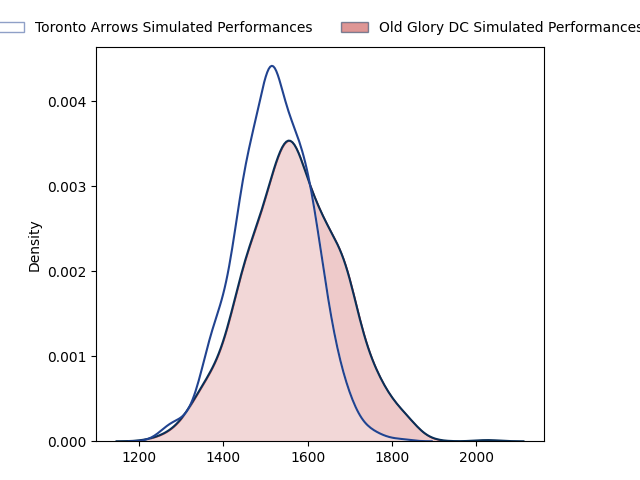 Toronto Arrows Simulated Performances
Old Glory DC Simulated Performances
0.004
0.003
0.002
0.001
0.000
Density
1200 1400 1600 1800 2000